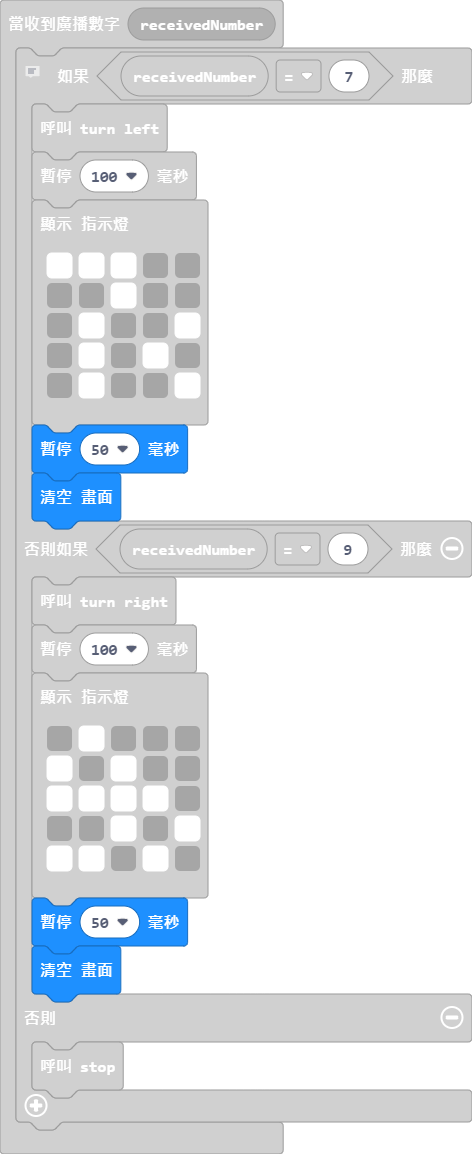 當收到廣播數字 receivedNumber
如果 receivedNumber = 7 那麼
呼叫 turn left
暫停 100 毫秒
顯示 指示燈
暫停 50 毫秒
清空 畫面
否則如果 receivedNumber = 9 那麼
呼叫 turn right
暫停 100 毫秒
顯示 指示燈
暫停 50 毫秒
清空 畫面
否則
呼叫 stop